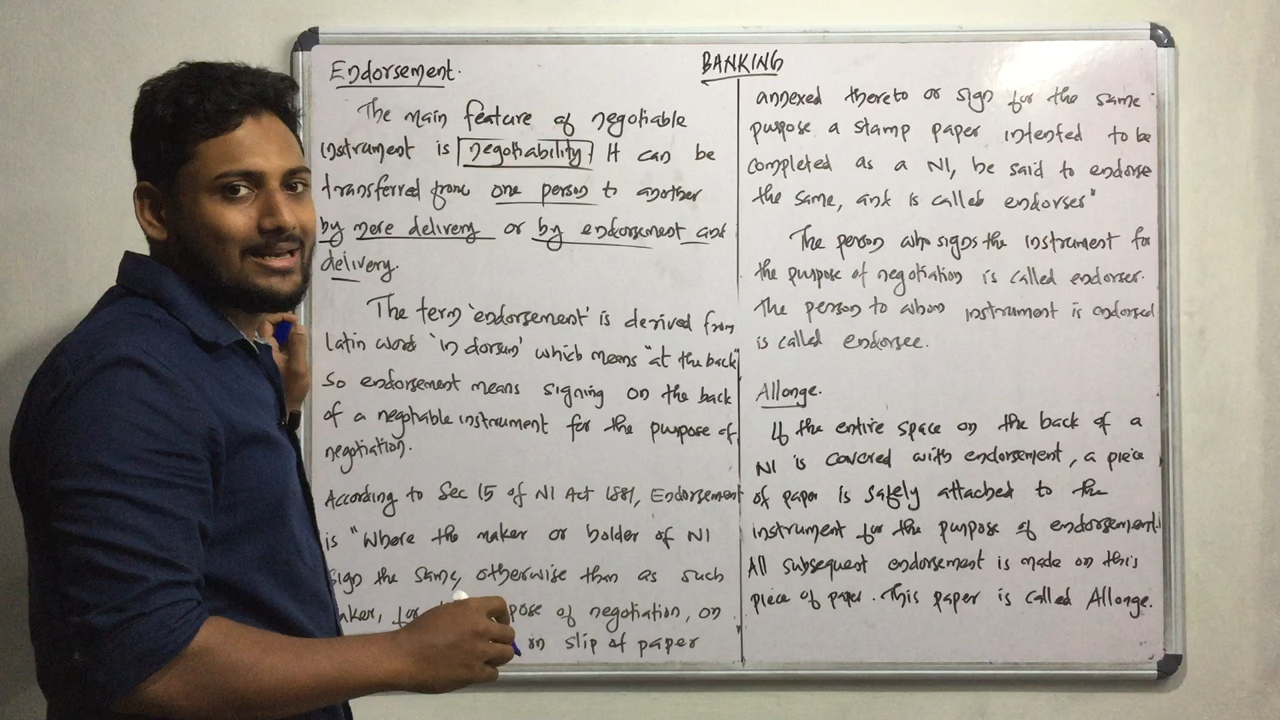 BANKING
Endorsement.
The main feature of negotiable
instrument is negotiability. It can be
transferred from one person to another
by mere delivery or by endorsement and
delivery.
The term 'endorsement' is derived from
Latin word 'in dorsum' which means "at the back"
so endorsement means signing on the back
of a negotiable instrument for the purpose of
negotiation.
According to Sec 15 of NI Act 1881, Endorsement
is "Where the maker or holder of NI
sign the same, otherwise than as such
maker, for pose of negotiation, on
in slip of paper
annexed thereto or sign for the same
purpose a stamp paper intented to be
completed as a NI, be said to endorse
the same, and is called endorser"
The person who signs the instrument for
the purpose of negotiation is called endorser.
The person to whom instrument is endorsed
is called endorsee.
Allonge.
If the entire space on the back of a
NI is covered with endorsement, a piece
of paper is safely attached to the
instrument for the purpose of endorsement.
All subsequent endorsement is made on this
piece of paper. This paper is called Allonge.